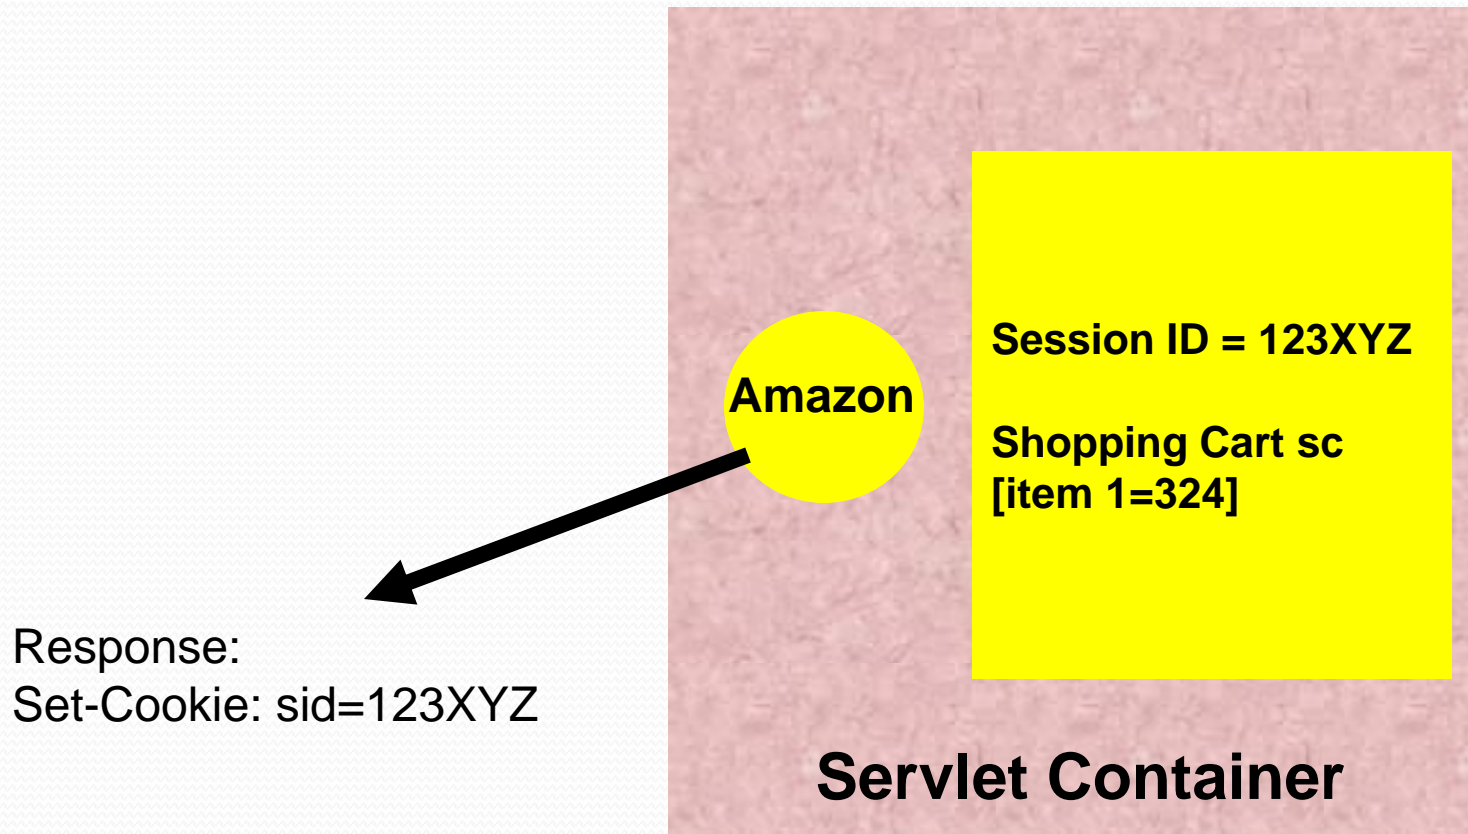 Amazon
Session ID = 123XYZ
Shopping Cart sc
[item 1=324]
Response:
Set-Cookie: sid=123XYZ
Servlet Container